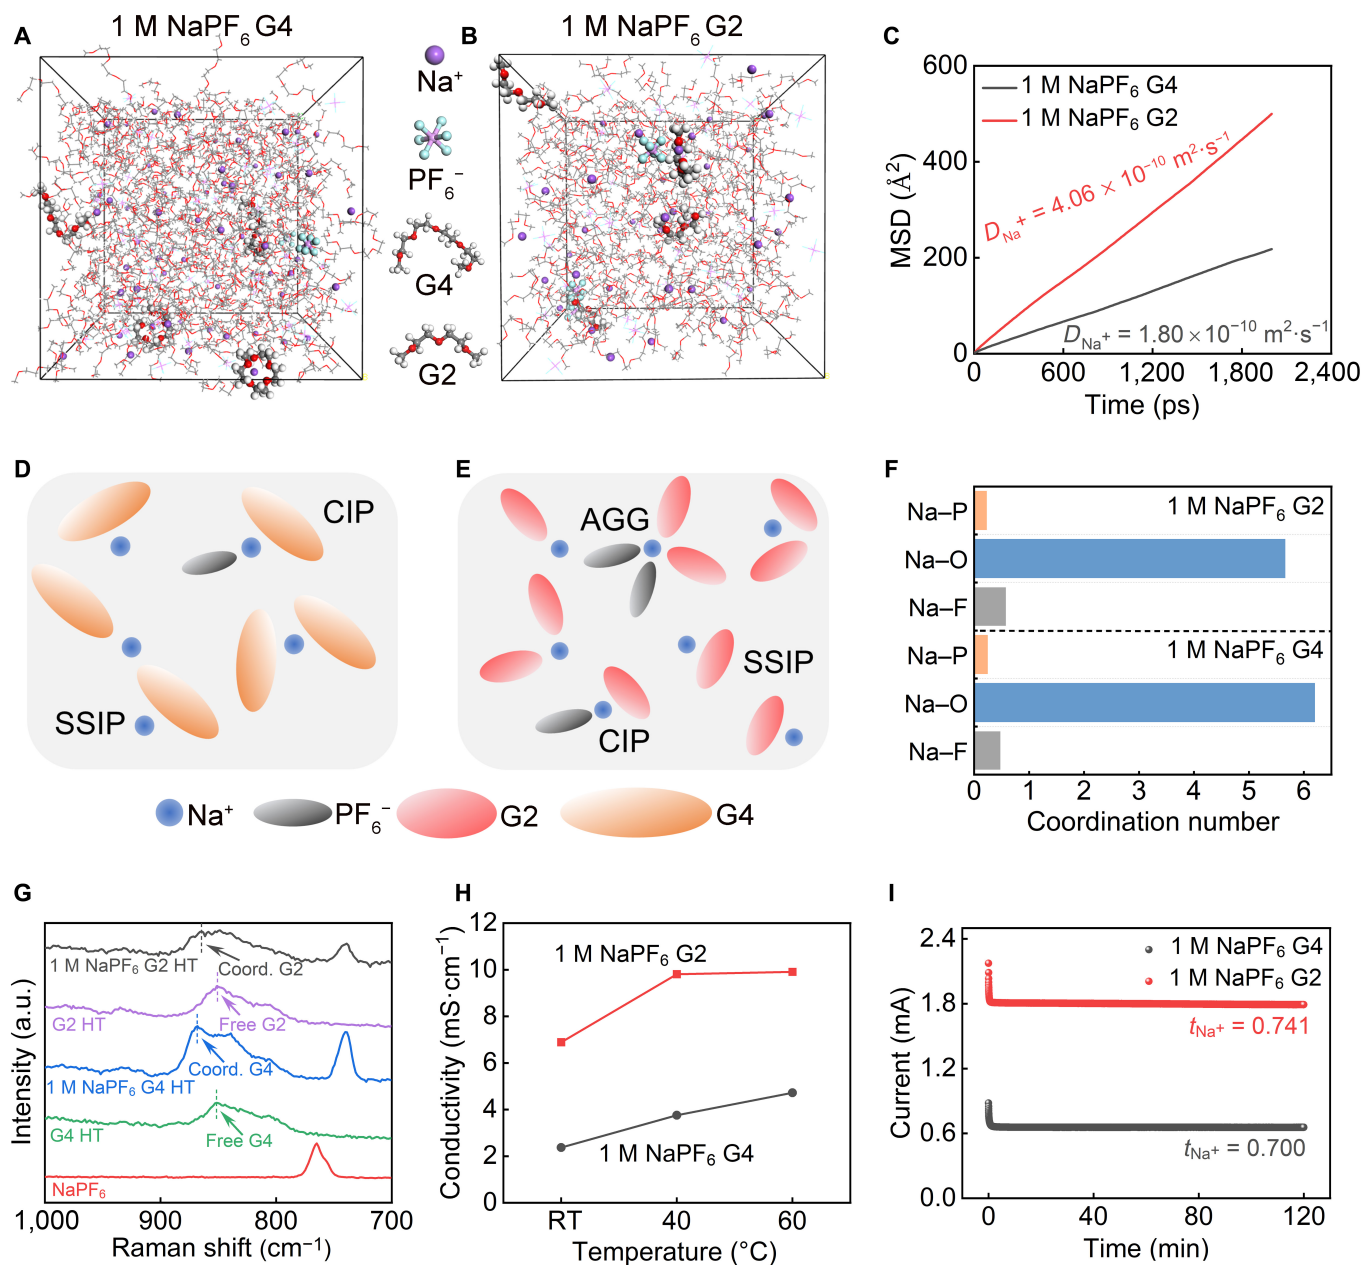 A
1 M NaPF6 G4
B
1 M NaPF6 G2
Na+
PF6−
G4
G2
C
600
400
200
0
MSD (Å2)
1 M NaPF6 G4
1 M NaPF6 G2
DNa+ = 4.06 × 10−10 m2·s−1
DNa+ = 1.80 ×10−10 m2·s−1
0
600
1,200
1,800
2,400
Time (ps)
D
CIP
SSIP
E
AGG
SSIP
CIP
Na+
PF6−
G2
G4
F
1 M NaPF6 G2
Na–P
Na–O
Na–F
1 M NaPF6 G4
Na–P
Na–O
Na–F
0 1 2 3 4 5 6
Coordination number
G
Intensity (a.u.)
1 M NaPF6 G2 HT
Coord. G2
G2 HT
Free G2
1 M NaPF6 G4 HT
Coord. G4
G4 HT
Free G4
NaPF6
1,000 900 800 700
Raman shift (cm−1)
H
Conductivity (mS·cm−1)
12
10
8
6
4
2
0
1 M NaPF6 G2
1 M NaPF6 G4
RT 40 60
Temperature (°C)
I
Current (mA)
2.4
1.8
1.2
0.6
0.0
1 M NaPF6 G4
1 M NaPF6 G2
tNa+ = 0.741
tNa+ = 0.700
0 40 80 120
Time (min)